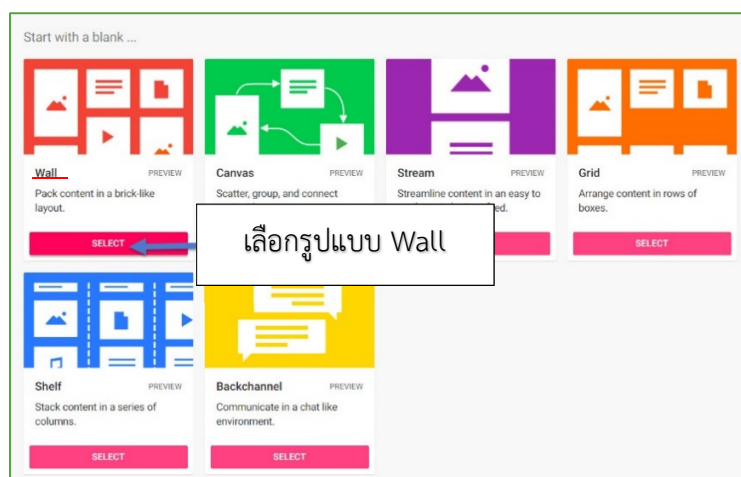 Start with a blank ...
Wall PREVIEW
Pack content in a brick-like
layout.
SELECT
Canvas PREVIEW
Scatter, group, and connect
Stream PREVIEW
Streamline content in an easy to
Grid PREVIEW
Arrange content in rows of
boxes.
SELECT
เลือกรูปแบบ Wall
Shelf PREVIEW
Stack content in a series of
columns.
SELECT
Backchannel PREVIEW
Communicate in a chat like
environment.
SELECT